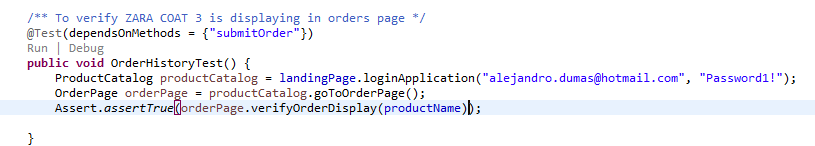 /** To verify ZARA COAT 3 is displaying in orders page */
@Test(dependsOnMethods = {"submitOrder"})
Run | Debug
public void OrderHistoryTest() {
ProductCatalog productCatalog = landingPage.loginApplication("alejandro.dumas@hotmail.com", "Password1!");
OrderPage orderPage = productCatalog.goToOrderPage();
Assert.assertTrue(orderPage.verifyOrderDisplay(productName));
}